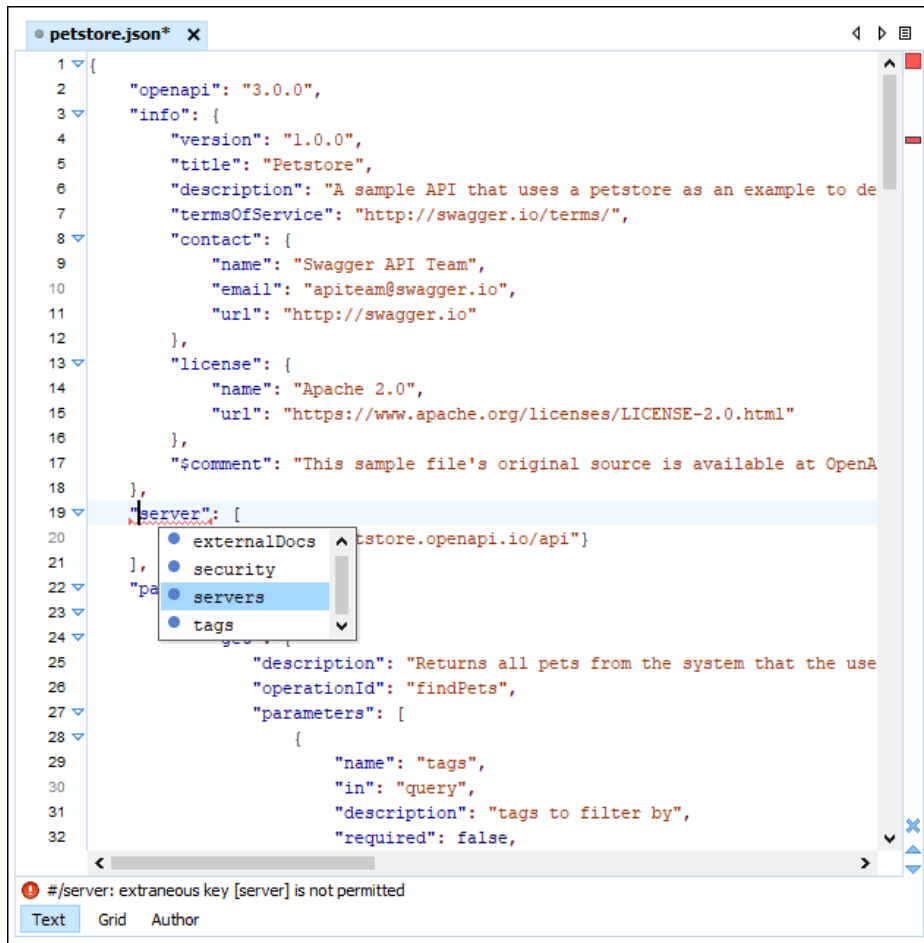 petstore.json*
1 {
2 "openapi": "3.0.0",
3 "info": {
4 "version": "1.0.0",
5 "title": "Petstore",
6 "description": "A sample API that uses a petstore as an example to de
7 "termsOfService": "http://swagger.io/terms/",
8 "contact": {
9 "name": "Swagger API Team",
10 "email": "apiteam@swagger.io",
11 "url": "http://swagger.io"
12 },
13 "license": {
14 "name": "Apache 2.0",
15 "url": "https://www.apache.org/licenses/LICENSE-2.0.html"
16 },
17 "$comment": "This sample file's original source is available at OpenA
18 },
19 "server": [
20 tstore.openapi.io/api"}
externalDocs
21 ],
security
22 "pa
servers
23
tags
24
25 "description": "Returns all pets from the system that the use
26 "operationId": "findPets",
27 "parameters": [
28 {
29 "name": "tags",
30 "in": "query",
31 "description": "tags to filter by",
32 "required": false,
#/server: extraneous key [server] is not permitted
Text Grid Author